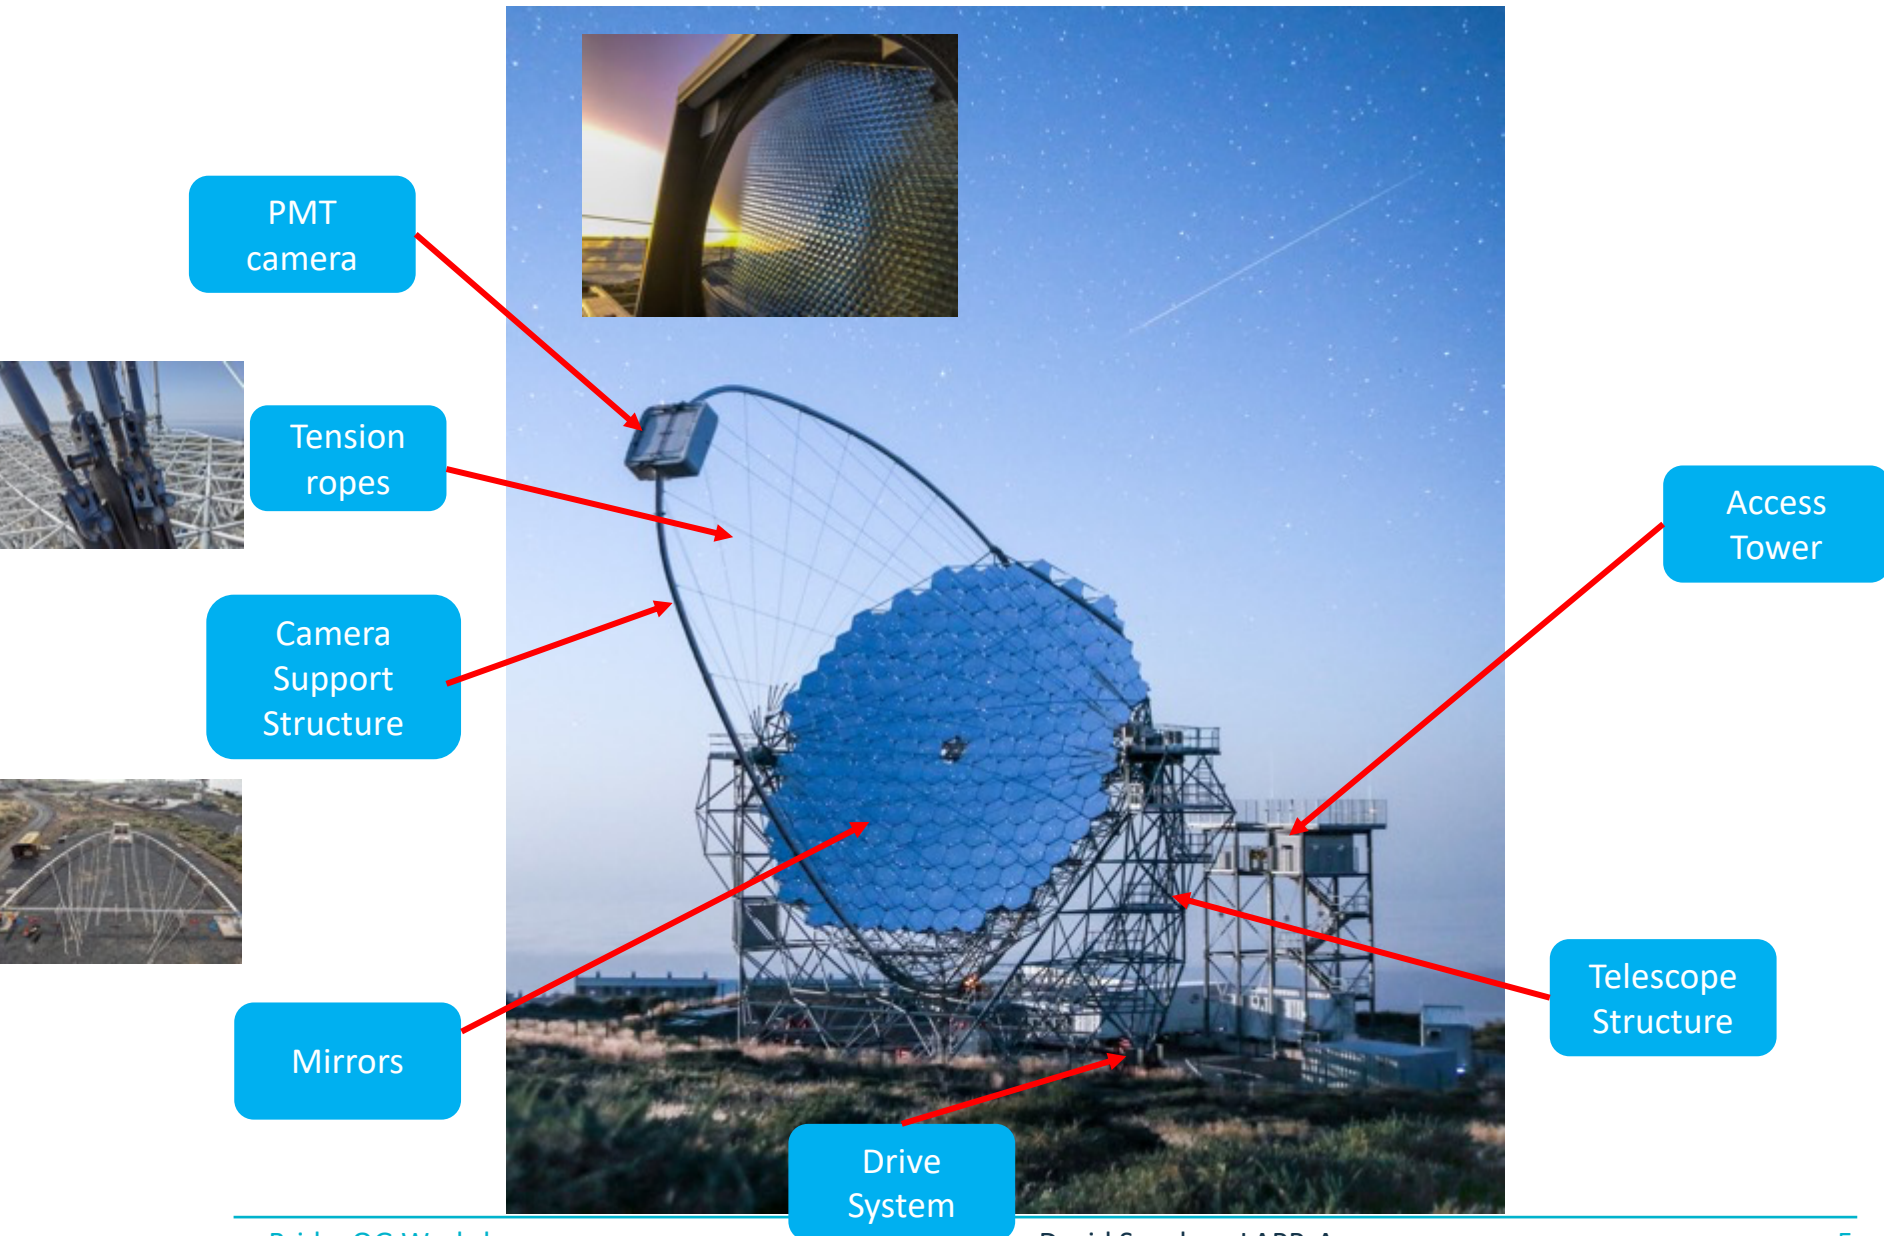 PMT
camera
Tension
ropes
Camera
Support
Structure
Mirrors
Drive
System
Access
Tower
Telescope
Structure